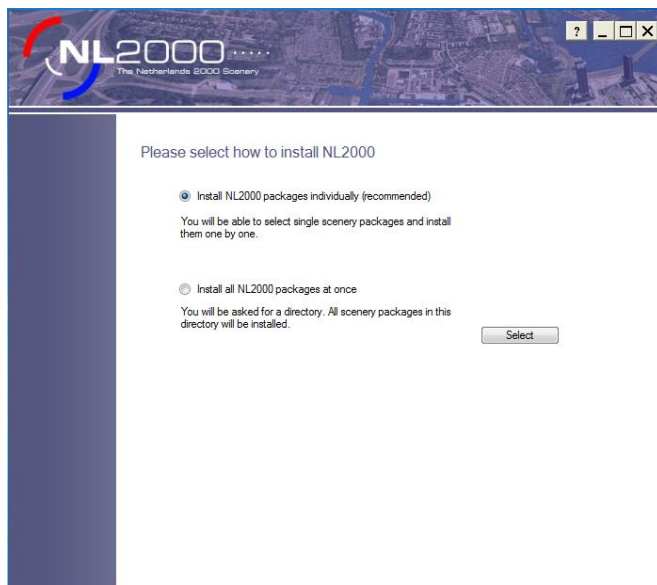 NL2000
The Netherlands 2000 Scenery
?
Please select how to install NL2000
Install NL2000 packages individually (recommended)
You will be able to select single scenery packages and install
them one by one.
Install all NL2000 packages at once
You will be asked for a directory. All scenery packages in this
directory will be installed.
Select